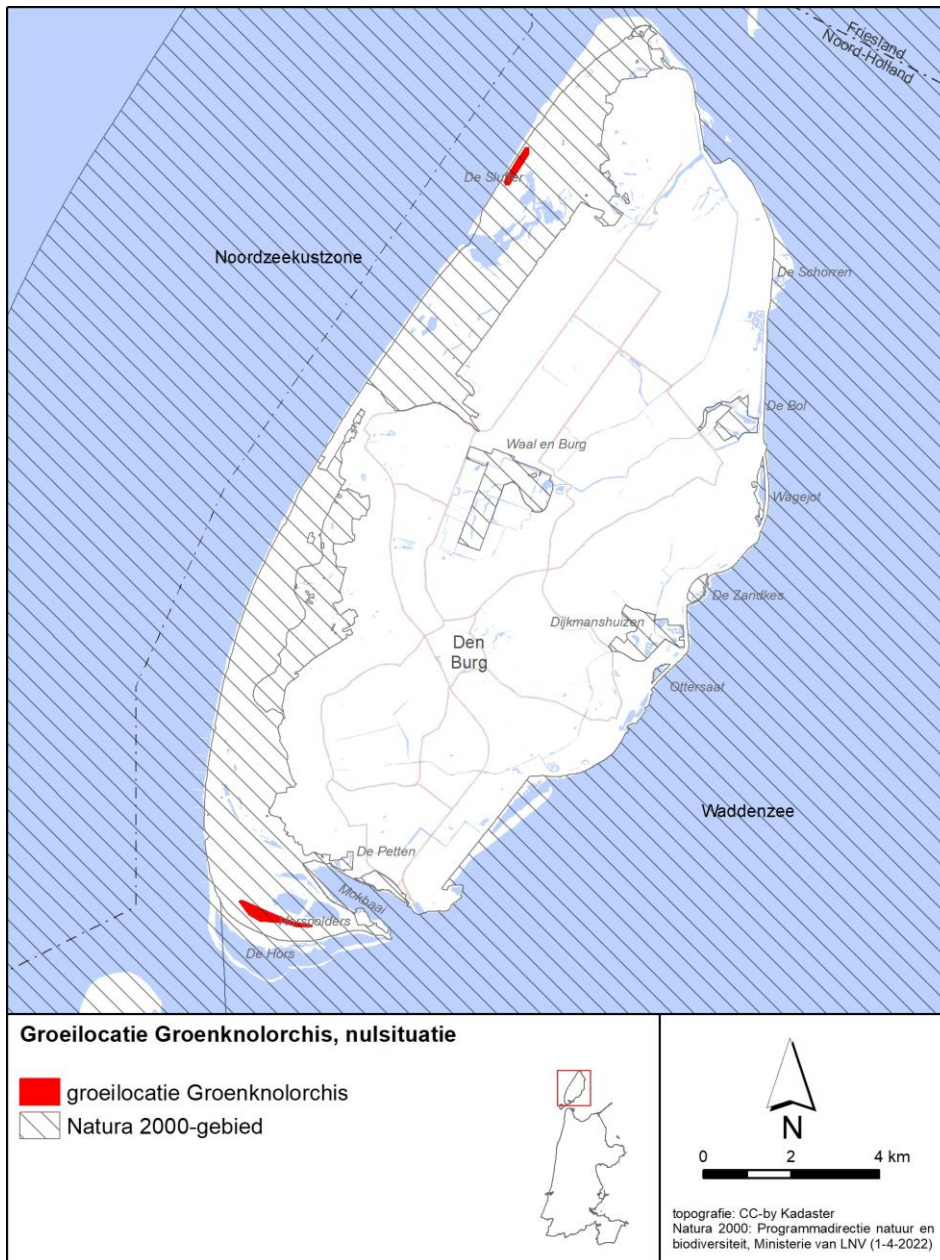 Friesland
Noord-Holland
De Slufter
Noordzeekustzone
De Schorren
De Bol
Waal en Burg
Wagejot
De Zandkes
Dijkmanshuizen
Den
Burg
Ottersaat
Waddenzee
De Petten
Mokbaai
Horspolders
De Hors
Groeilocatie Groenknolorchis, nulsituatie
groeilocatie Groenknolorchis
Natura 2000-gebied
N
0 2 4 km
topografie: CC-by Kadaster
Natura 2000: Programmadirectie natuur en
biodiversiteit, Ministerie van LNV (1-4-2022)